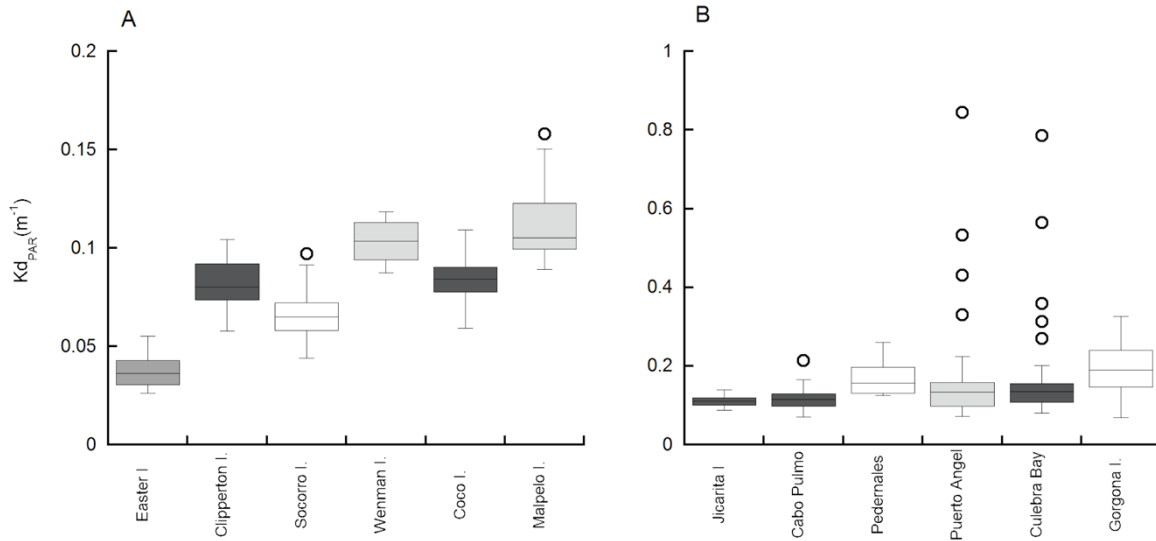 A
B
0.2
0.15
0.1
0.05
0
Kd_PAR(m⁻¹)
Easter I
Clipperton I.
Socorro I.
Wenman I.
Coco I.
Malpelo I.
1
0.8
0.6
0.4
0.2
0
Jicarita I
Cabo Pulmo
Pedernales
Puerto Angel
Culebra Bay
Gorgona I.